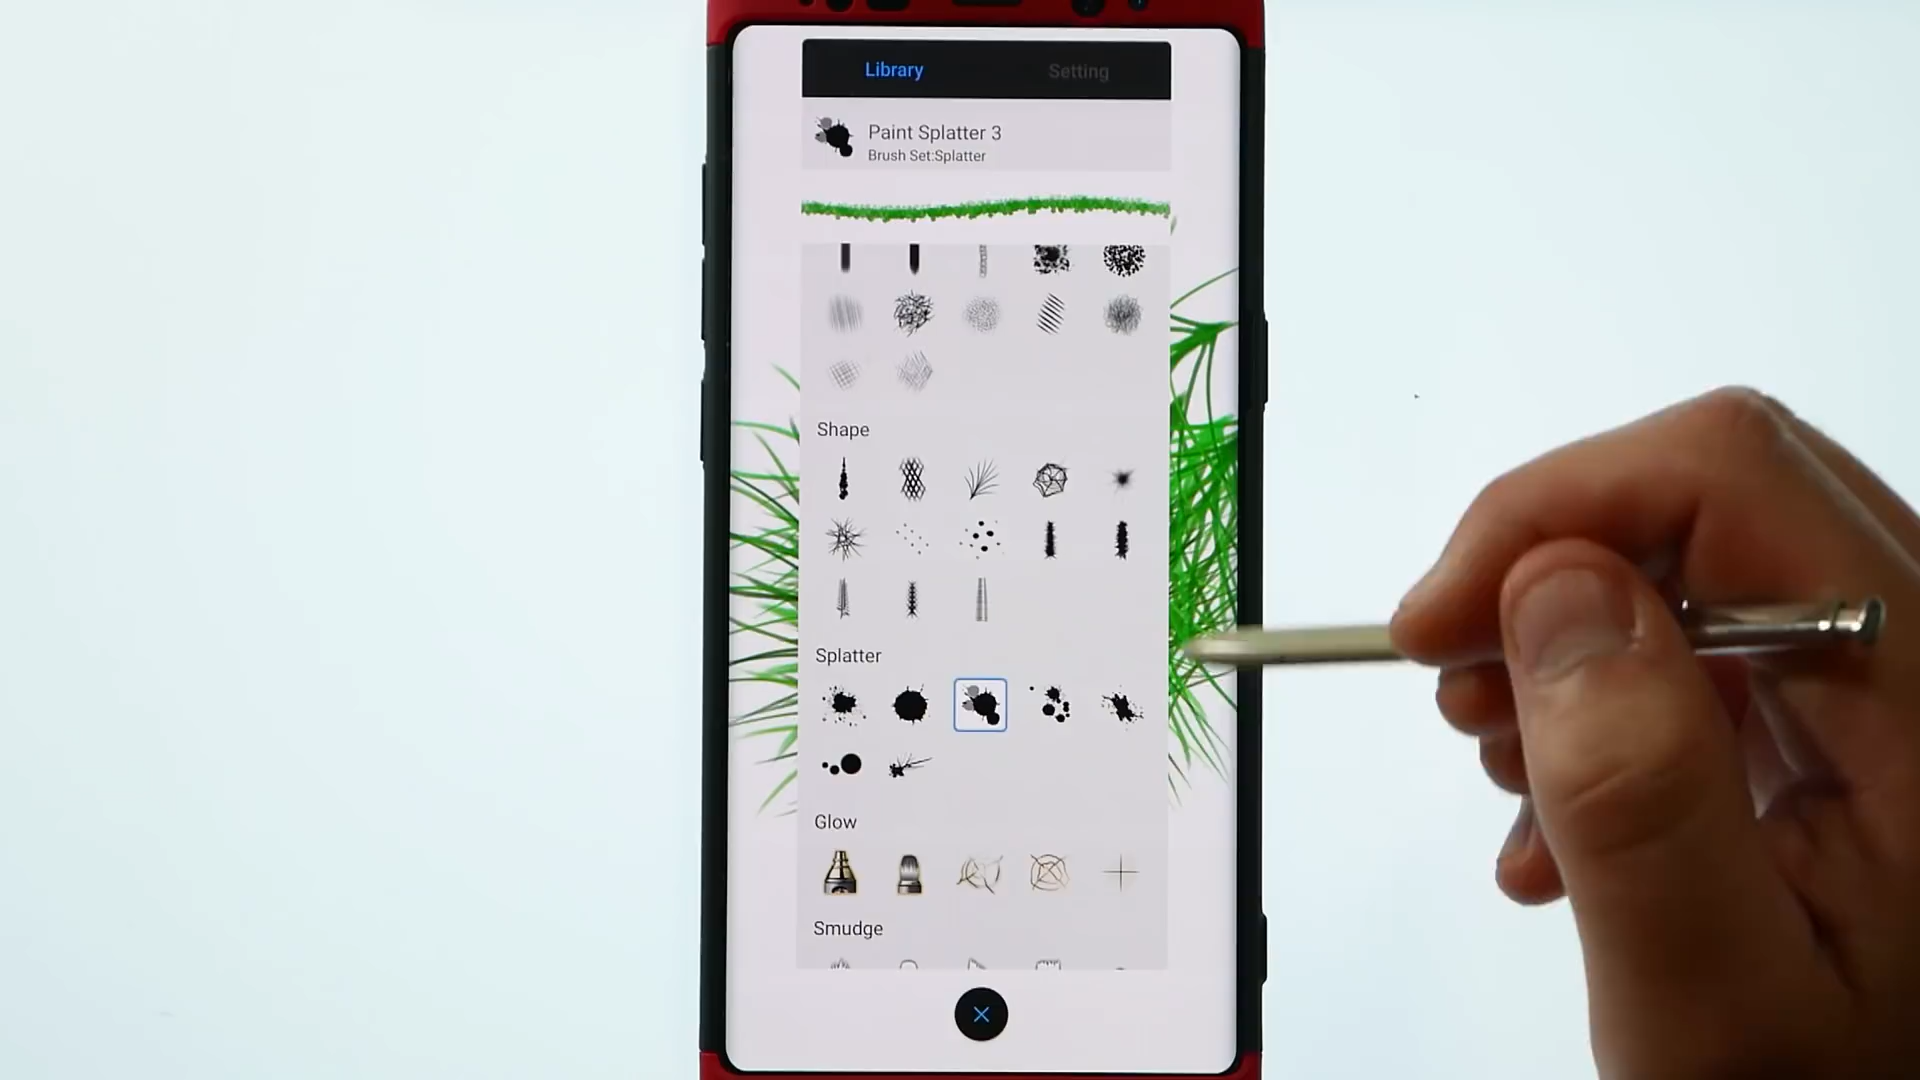 Library
Setting
Paint Splatter 3
Brush Set:Splatter
Shape
Splatter
Glow
Smudge